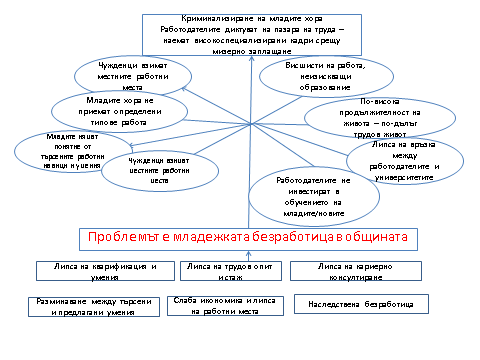 Криминализиране на младите хора
Работодателите диктуват на пазара на труда –
наемат високоспециализирани кадри срещу
мизерно заплащане
Чужденци взимат
местните работни
места
Висшисти на работа,
неизискващи
образование
Младите хора не
приемат определени
типове работа
По-висока
продължителност на
живота – по-дълъг
трудов живот
Младите нямат
понятие от
търсените работни
навици и умения
Чужденци взимат
местните работни
места
Липса на връзка
между
работодателите и
университетите
Работодателите не
инвестират в
обучението на
младите/новите
Проблемът е младежката безработица в общината
Липса на квалификация и
умения
Липса на трудов опит
и стаж
Липса на кариерно
консултиране
Разминаване между търсени
и предлагани умения
Слаба икономика и липса
на работни места
Наследствена безработица